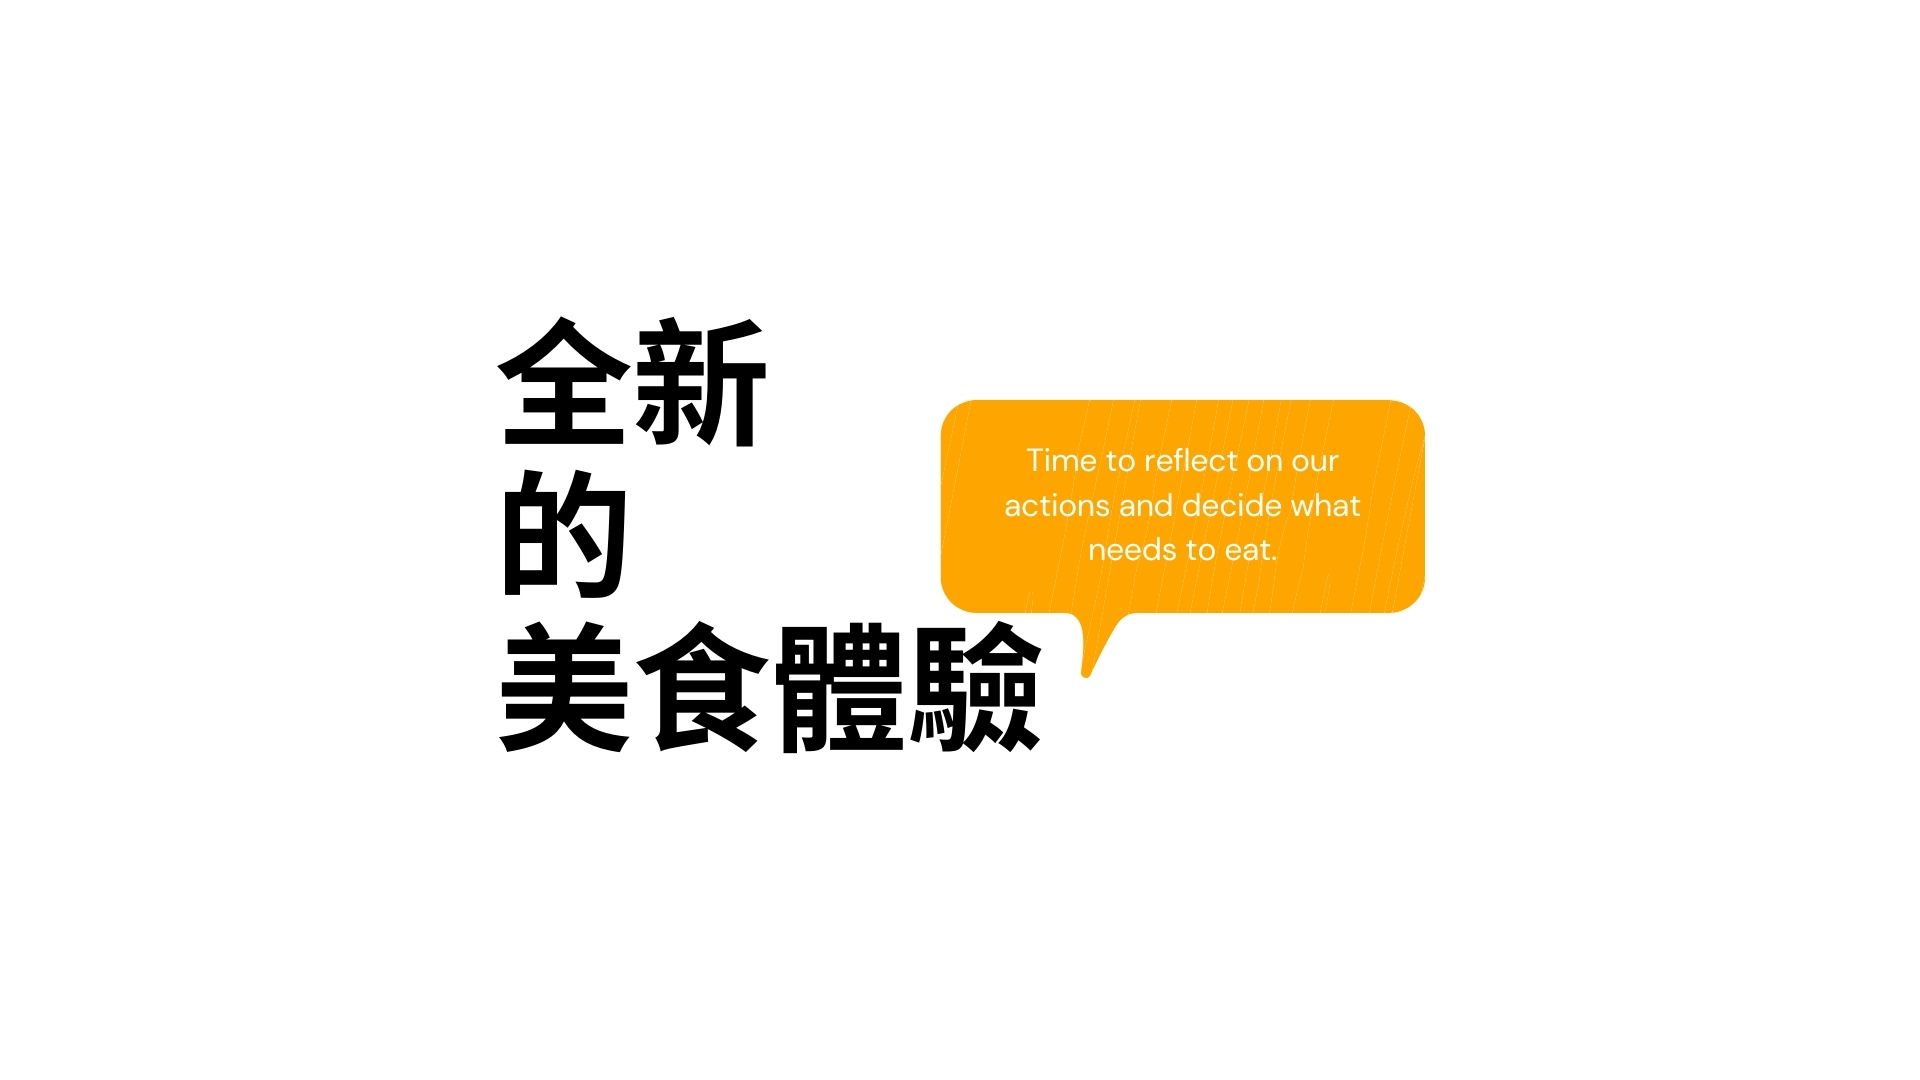 全新
的
美食體驗
Time to reflect on our
actions and decide what
needs to eat.